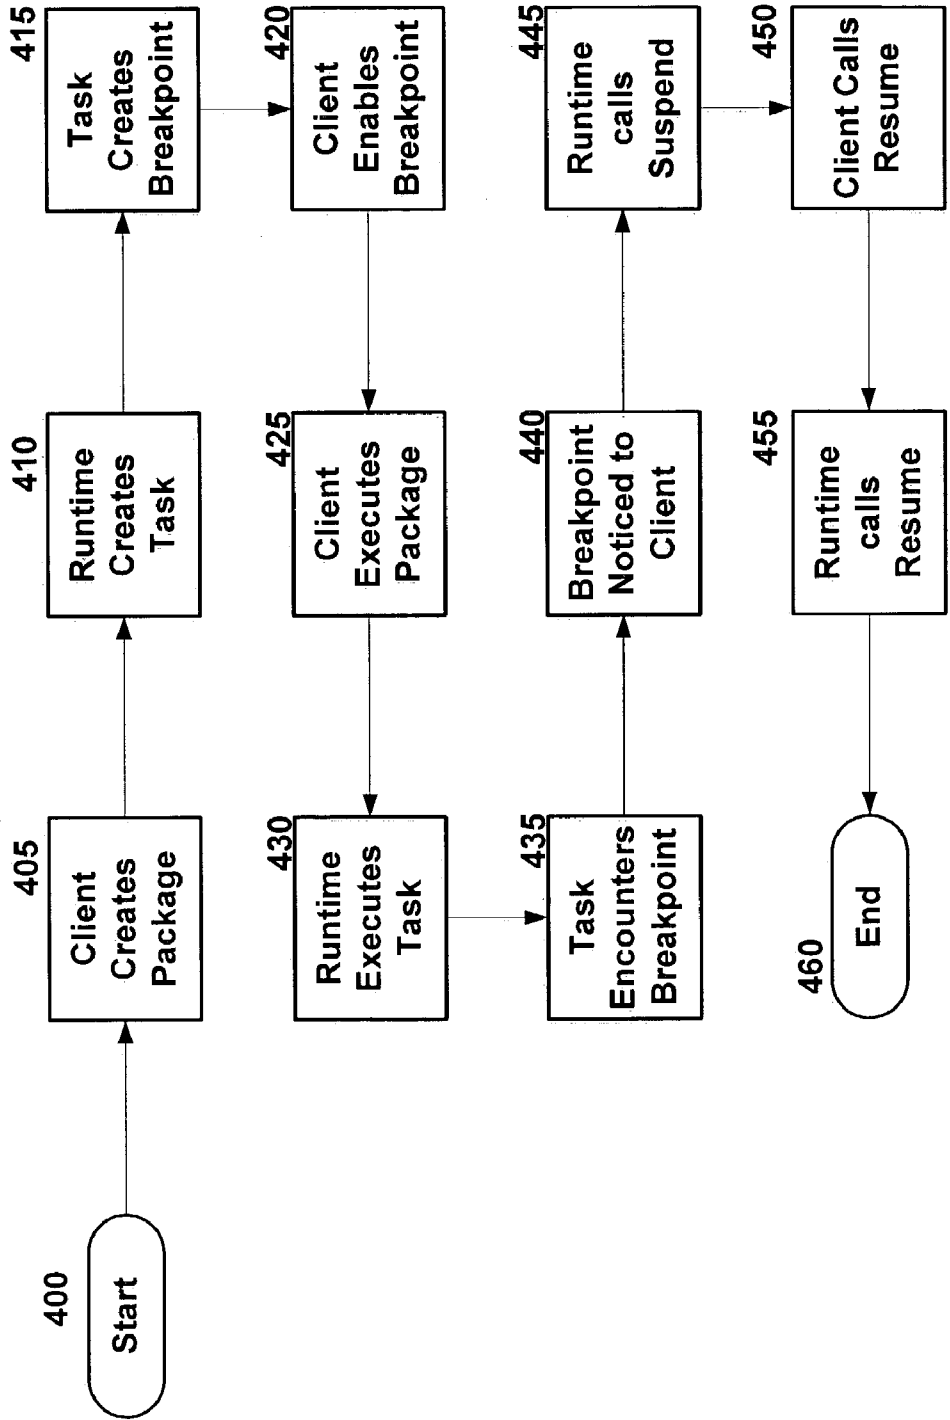 400
Start
405
Client
Creates
Package
410
Runtime
Creates
Task
415
Task
Creates
Breakpoint
420
Client
Enables
Breakpoint
425
Client
Executes
Package
430
Runtime
Executes
Task
435
Task
Encounters
Breakpoint
440
Breakpoint
Noticed to
Client
445
Runtime
calls
Suspend
450
Client Calls
Resume
455
Runtime
calls
Resume
460
End